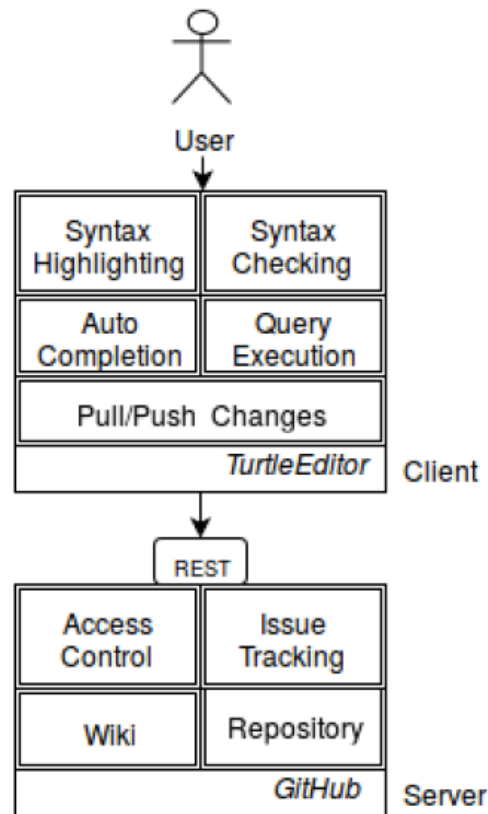 User
Syntax
Highlighting
Syntax
Checking
Auto
Completion
Query
Execution
Pull/Push Changes
TurtleEditor
Client
REST
Access
Control
Issue
Tracking
Wiki
Repository
GitHub
Server